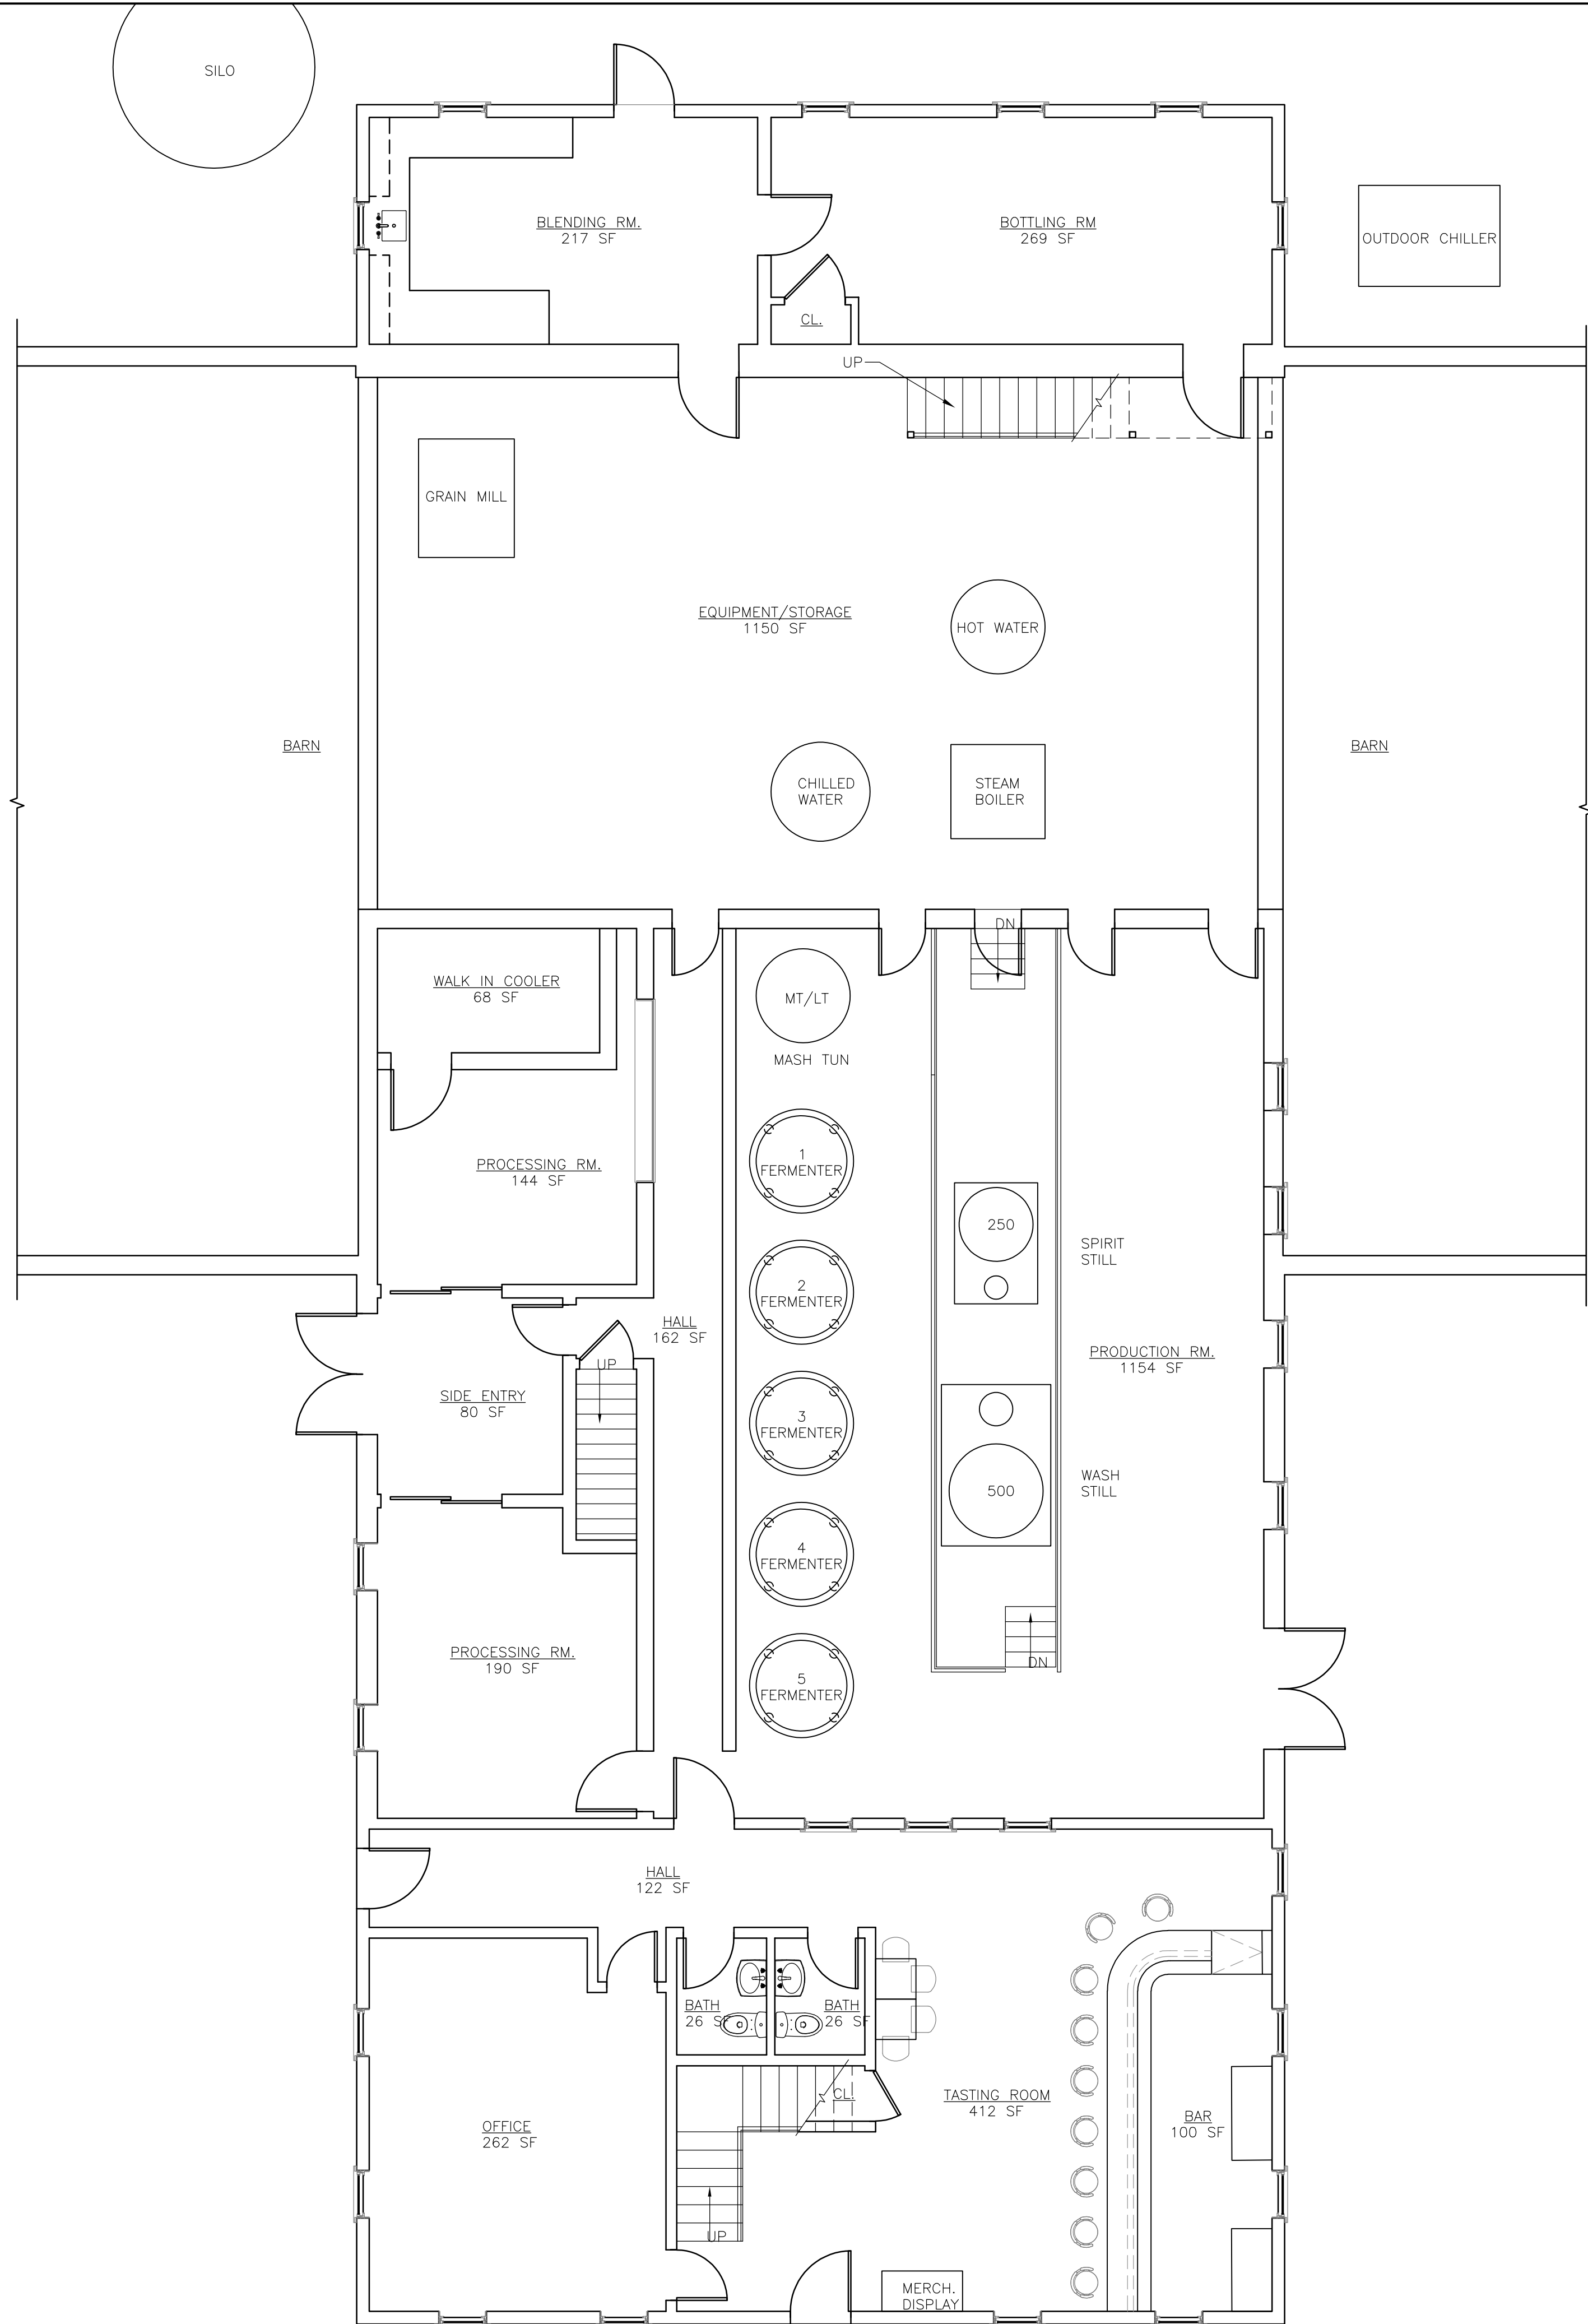 SILO
BLENDING RM.
217 SF
BOTTLING RM
269 SF
OUTDOOR CHILLER
CL.
UP
GRAIN MILL
EQUIPMENT/STORAGE
1150 SF
HOT WATER
BARN
BARN
CHILLED
WATER
STEAM
BOILER
DN
WALK IN COOLER
68 SF
MT/LT
MASH TUN
PROCESSING RM.
144 SF
1
FERMENTER
250
SPIRIT
STILL
2
FERMENTER
HALL
162 SF
PRODUCTION RM.
1154 SF
UP
SIDE ENTRY
80 SF
3
FERMENTER
500
WASH
STILL
4
FERMENTER
PROCESSING RM.
190 SF
DN
5
FERMENTER
HALL
122 SF
BATH
26 SF
BATH
26 SF
CL.
TASTING ROOM
412 SF
BAR
100 SF
OFFICE
262 SF
UP
MERCH.
DISPLAY